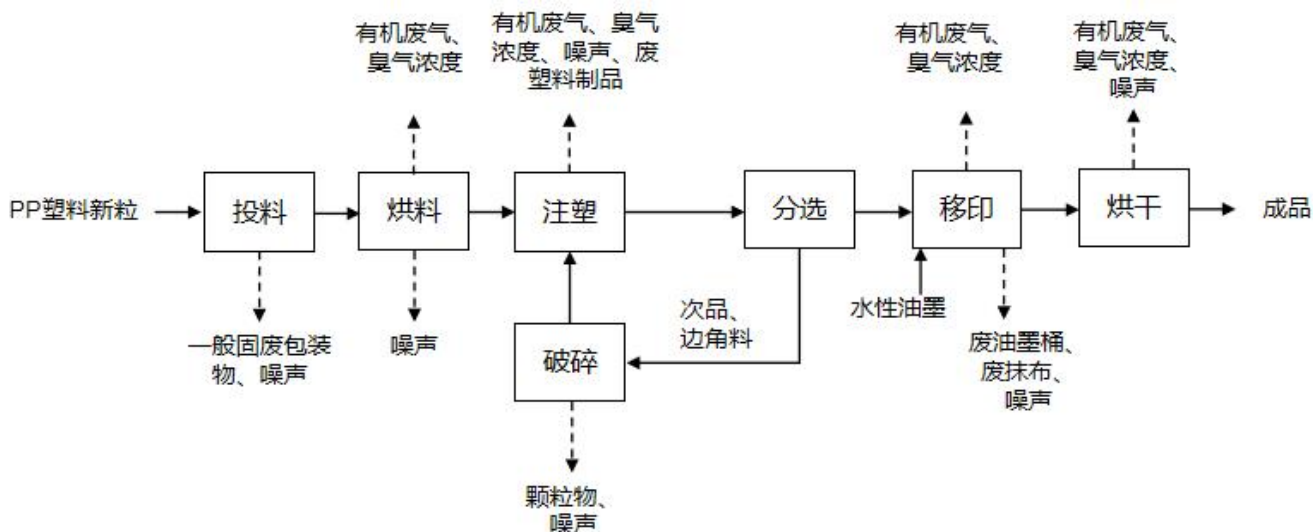 有机废气、
臭气浓度
有机废气、臭气
浓度、噪声、废
塑料制品
有机废气、
臭气浓度
有机废气、
臭气浓度、
噪声
PP塑料新粒
投料
烘料
注塑
分选
移印
烘干
成品
一般固废包装
物、噪声
噪声
破碎
次品、
边角料
水性油墨
废油墨桶、
废抹布、
噪声
颗粒物、
噪声